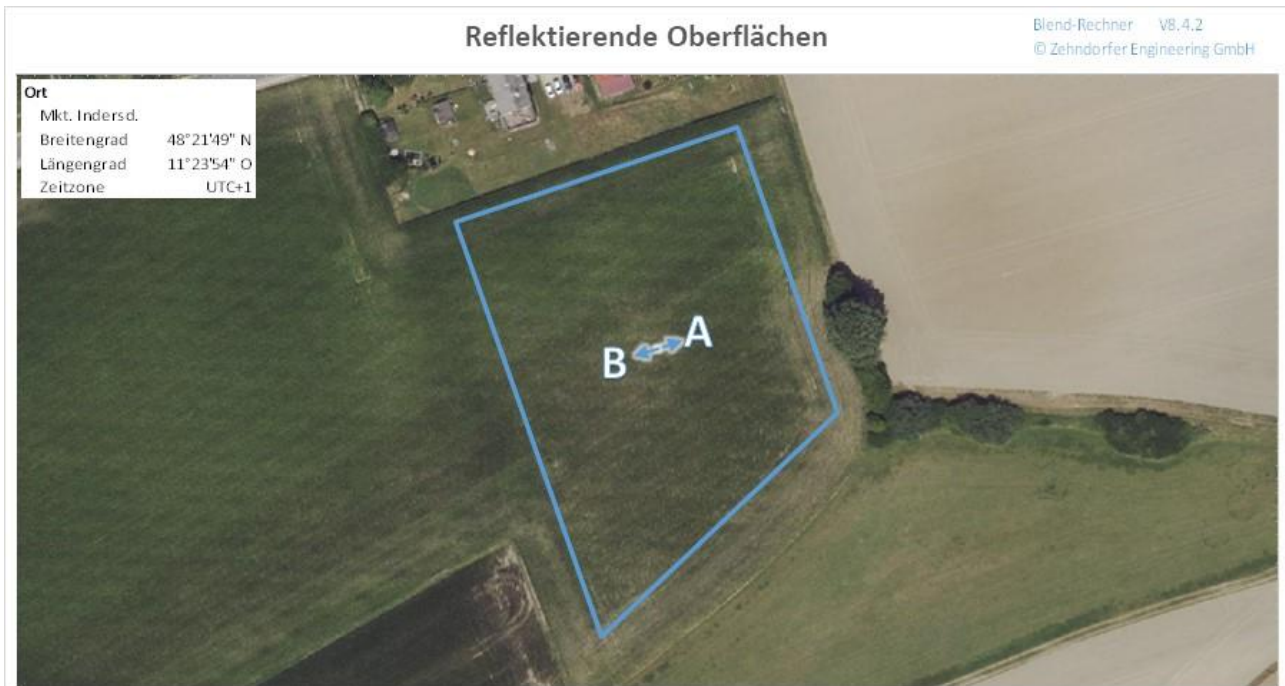 Reflektierende Oberflächen
Blend-Rechner V8.4.2
© Zehndorfer Engineering GmbH
Ort
Mkt. Indersd.
Breitengrad 48°21'49" N
Längengrad 11°23'54" O
Zeitzone UTC+1
B A